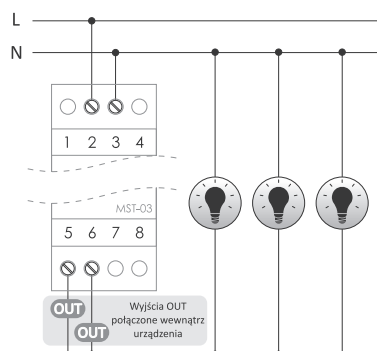 L
N
1 2 3 4
MST-03
5 6 7 8
OUT
OUT
Wyjścia OUT
połączone wewnątrz
urządzenia